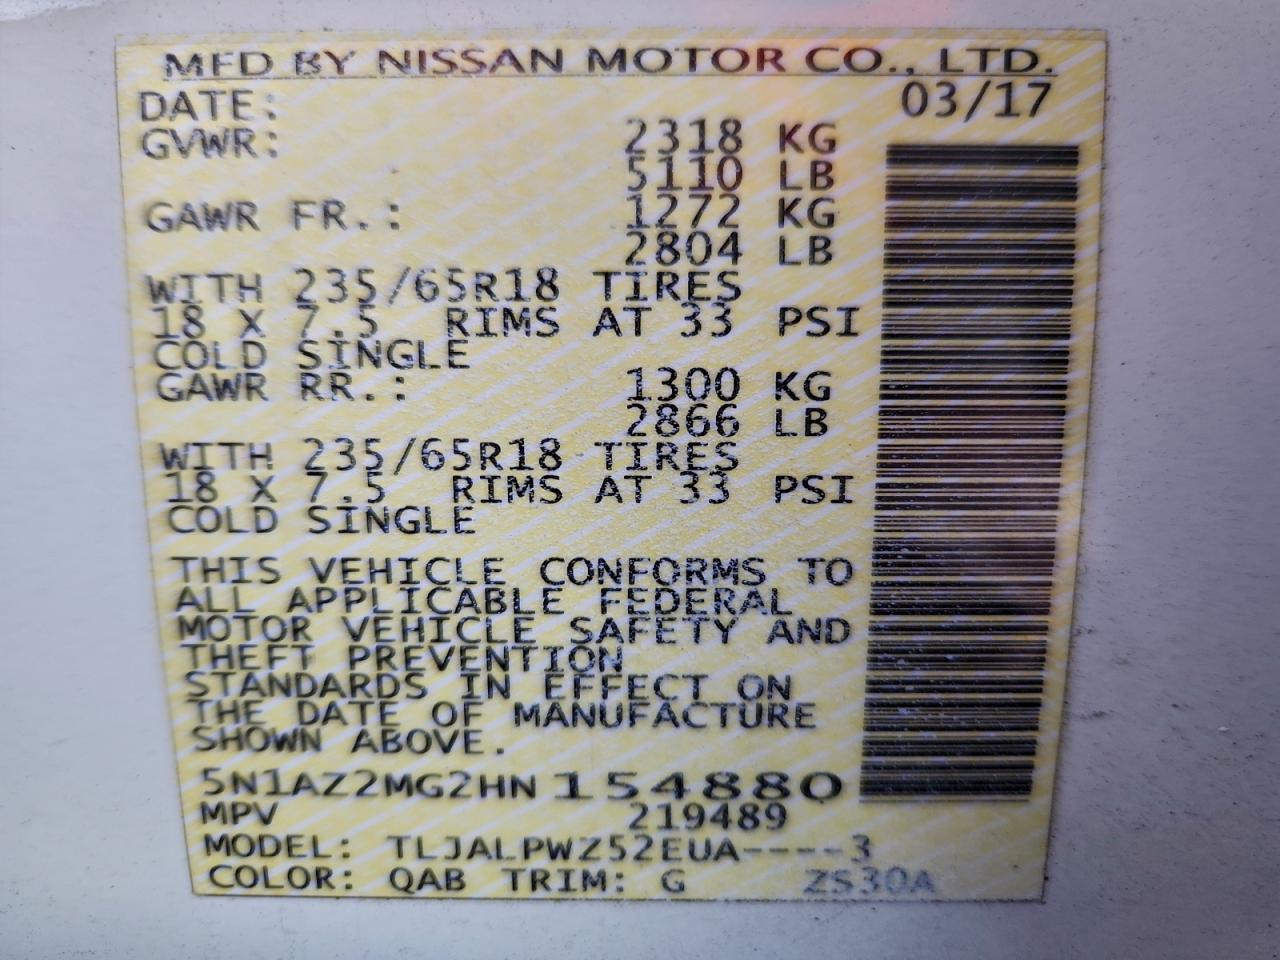 MFD BY NISSAN MOTOR CO., LTD.
DATE: 03/17
GVWR: 2318 KG
5110 LB
GAWR FR.: 1272 KG
2804 LB
WITH 235/65R18 TIRES
18 X 7.5 RIMS AT 33 PSI
COLD SINGLE
GAWR RR.: 1300 KG
2866 LB
WITH 235/65R18 TIRES
18 X 7.5 RIMS AT 33 PSI
COLD SINGLE
THIS VEHICLE CONFORMS TO
ALL APPLICABLE FEDERAL
MOTOR VEHICLE SAFETY AND
THEFT PREVENTION
STANDARDS IN EFFECT ON
THE DATE OF MANUFACTURE
SHOWN ABOVE.
5N1AZ2MG2HN154880
MPV 219489
MODEL: TLJALPWZ52EUA----3
COLOR: QAB TRIM: G ZS30A